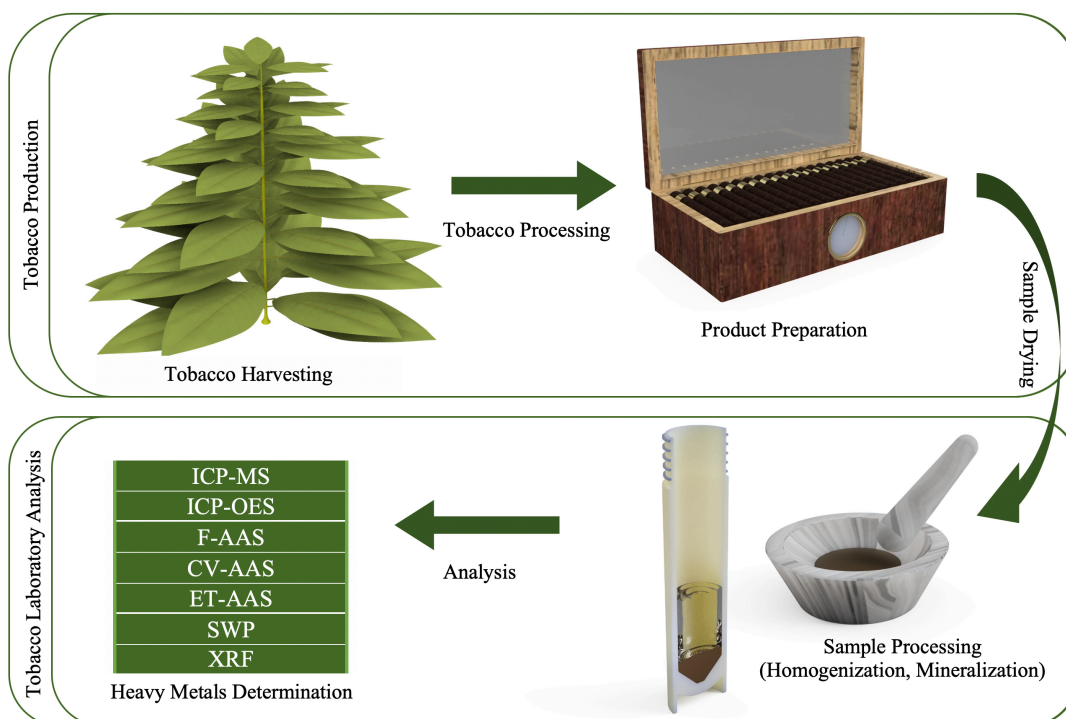 Tobacco Production
Tobacco Harvesting
Tobacco Processing
Product Preparation
Sample Drying
Tobacco Laboratory Analysis
Sample Processing
(Homogenization, Mineralization)
Analysis
ICP-MS
ICP-OES
F-AAS
CV-AAS
ET-AAS
SWP
XRF
Heavy Metals Determination